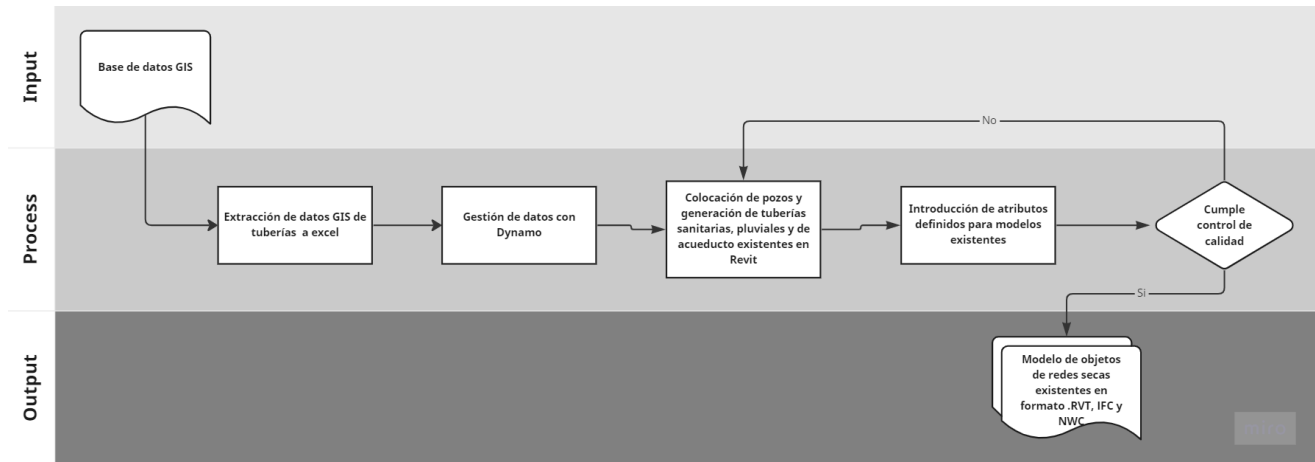 Input
Base de datos GIS
No
Process
Extracción de datos GIS de
tuberías a excel
Gestión de datos con
Dynamo
Colocación de pozos y
generación de tuberías
sanitarias, pluviales y de
acueducto existentes en
Revit
Introducción de atributos
definidos para modelos
existentes
Cumple
control de
calidad
Si
Output
Modelo de objetos
de redes secas
existentes en
formato .RVT, IFC y
NWC
miro